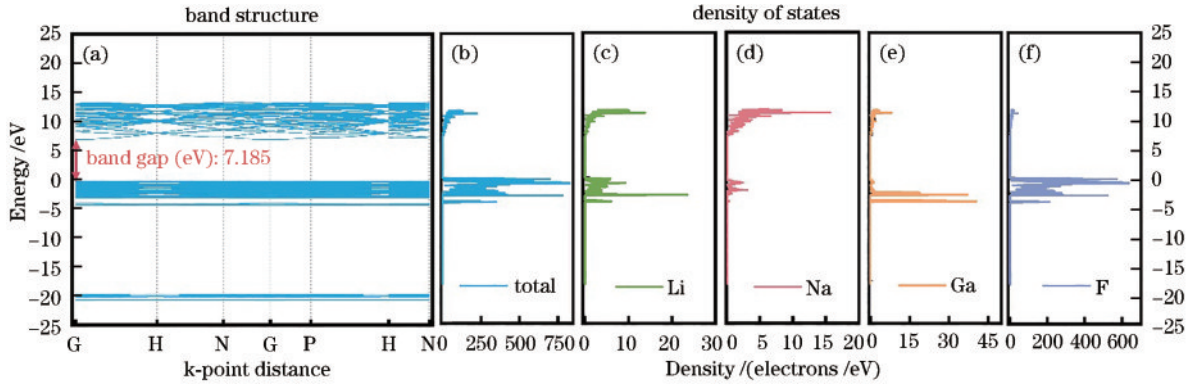 band structure
density of states
25
20
15
10
5
0
−5
−10
−15
−20
−25
Energy /eV
(a)
band gap (eV): 7.185
G H N G P H N
k-point distance
(b)
total
0 250 500 750
(c)
Li
0 10 20 30
(d)
Na
0 5 10 15 20
(e)
Ga
0 15 30 45
(f)
F
0 200 400 600
Density /(electrons /eV)
25
20
15
10
5
0
−5
−10
−15
−20
−25